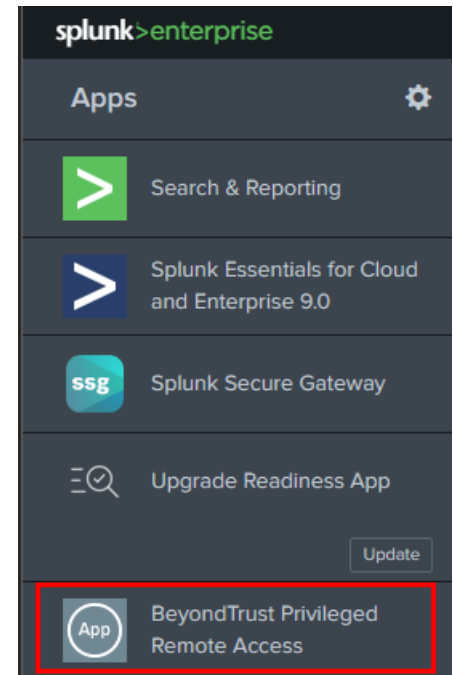 splunk>enterprise
Apps
>
Search & Reporting
>
Splunk Essentials for Cloud
and Enterprise 9.0
ssg
Splunk Secure Gateway
Upgrade Readiness App
Update
App
BeyondTrust Privileged
Remote Access